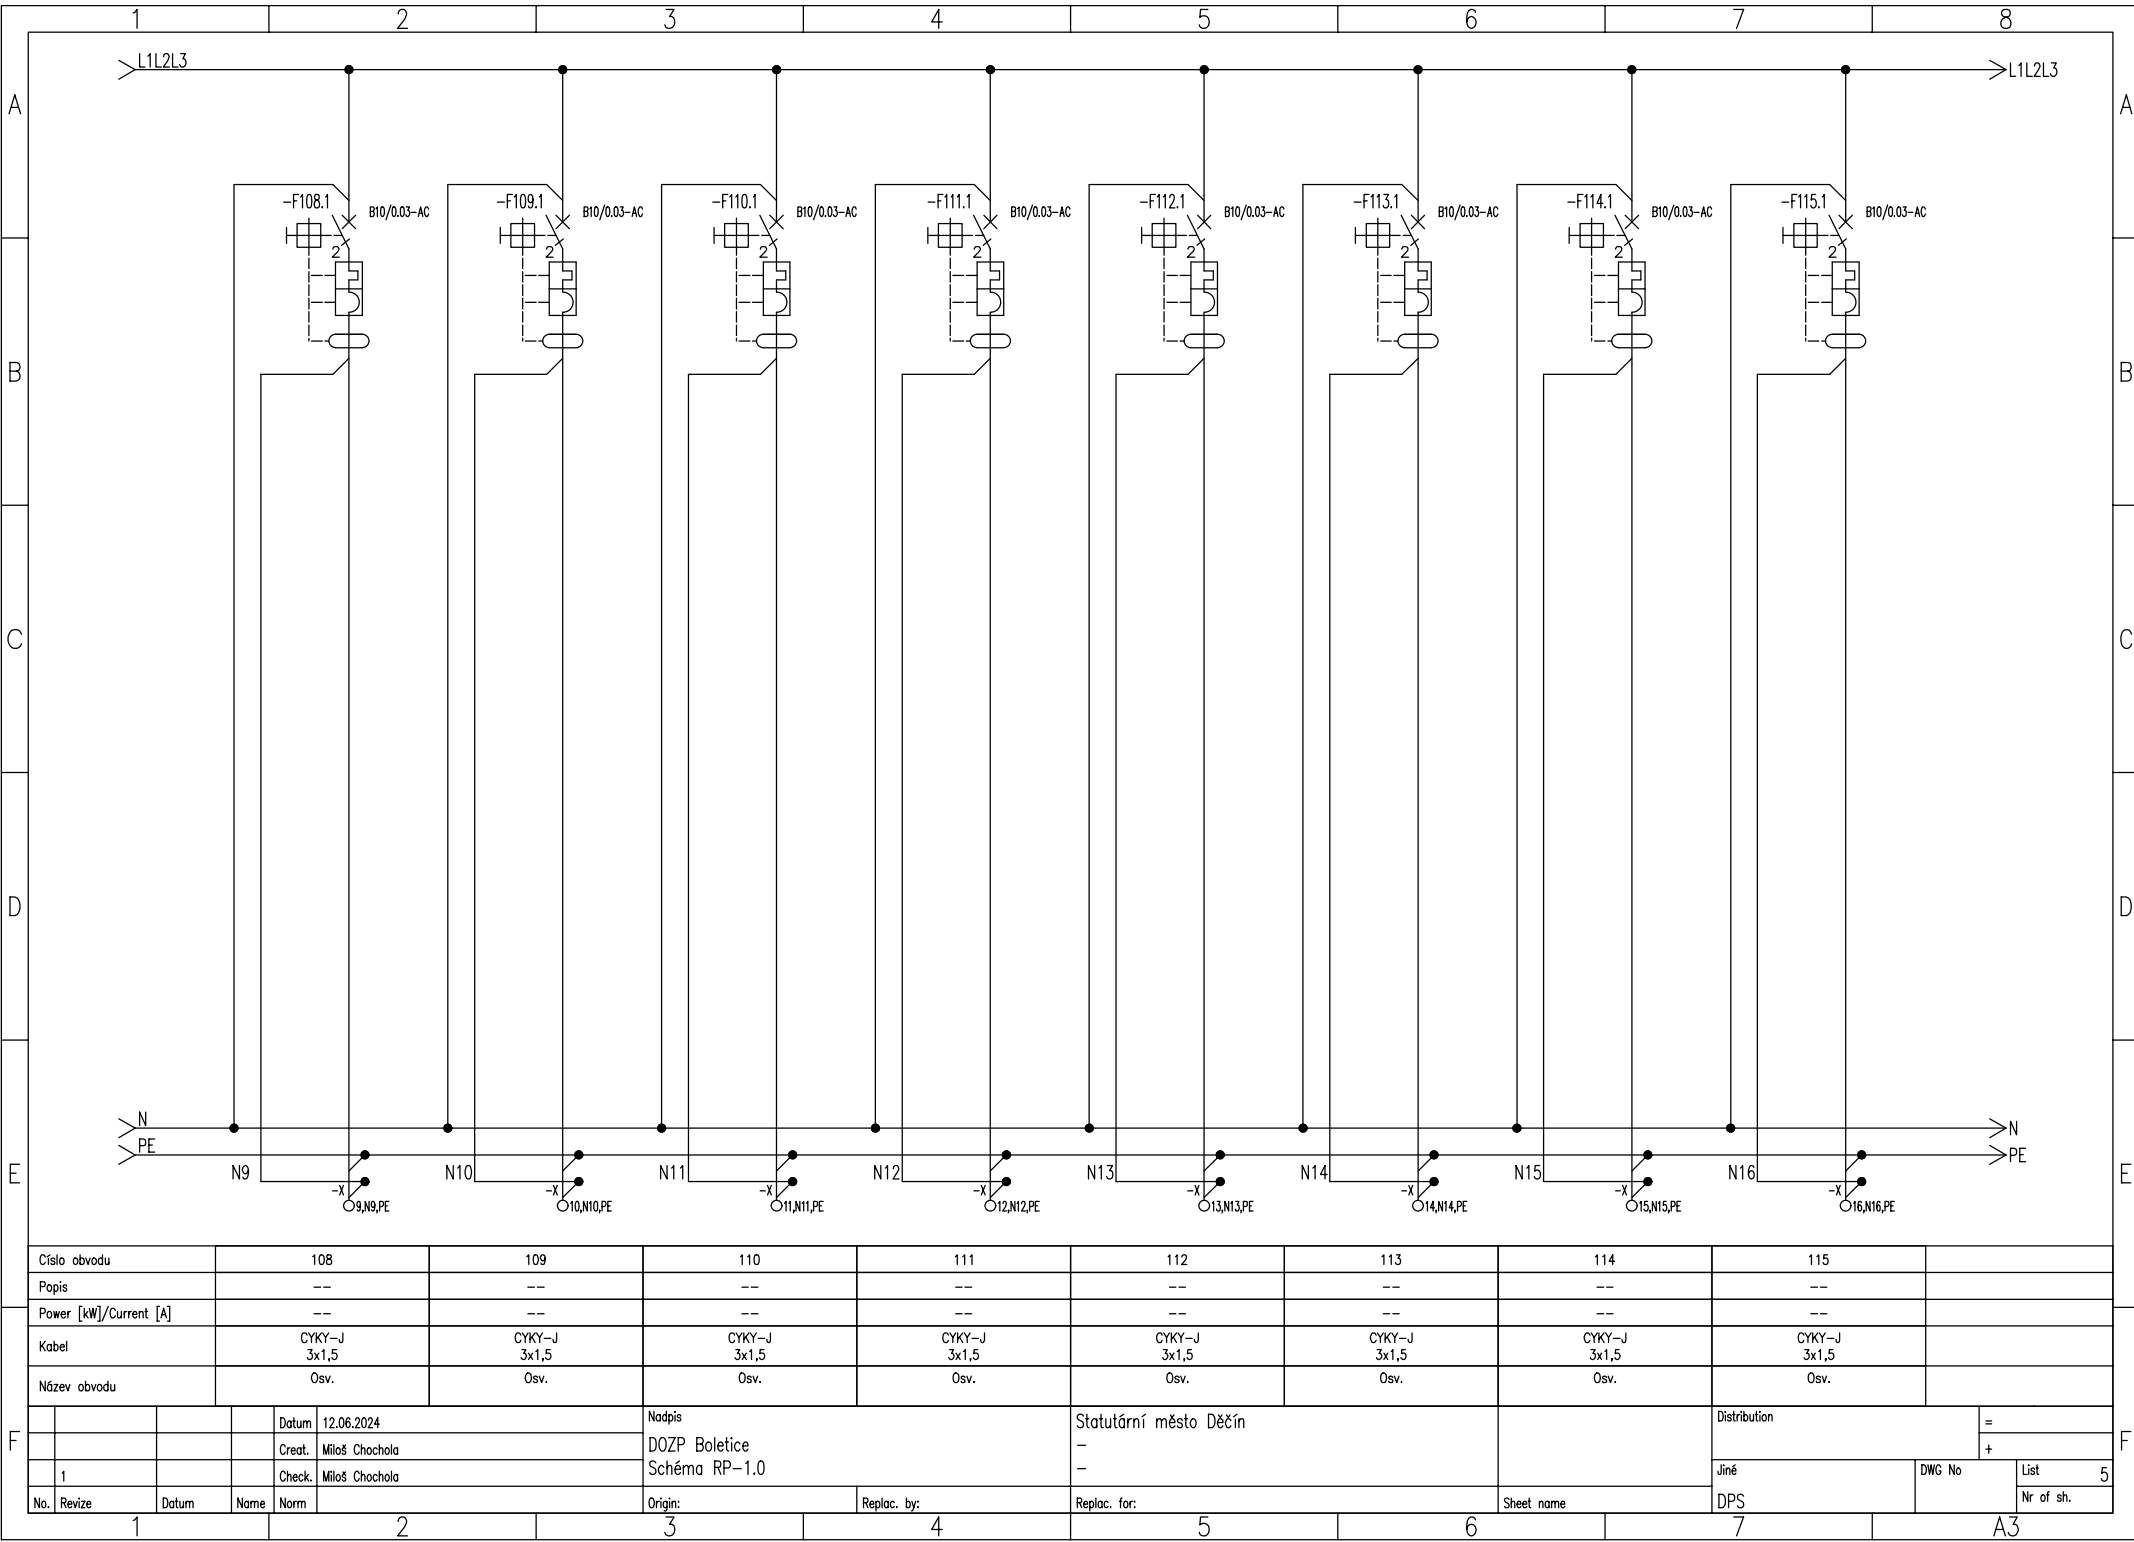 1 2 3 4 5 6 7 8
L1L2L3 L1L2L3
A A
-F108.1 B10/0.03-AC -F109.1 B10/0.03-AC -F110.1 B10/0.03-AC -F111.1 B10/0.03-AC -F112.1 B10/0.03-AC -F113.1 B10/0.03-AC -F114.1 B10/0.03-AC -F115.1 B10/0.03-AC
2 2 2 2 2 2 2 2
B B
C C
D D
N N
PE PE
E N9 N10 N11 N12 N13 N14 N15 N16 E
-X -X -X -X -X -X -X -X
9,N9,PE 10,N10,PE 11,N11,PE 12,N12,PE 13,N13,PE 14,N14,PE 15,N15,PE 16,N16,PE
Císlo obvodu 108 109 110 111 112 113 114 115
Popis -- -- -- -- -- -- -- --
Power [kW]/Current [A] -- -- -- -- -- -- -- --
Kabel CYKY-J CYKY-J CYKY-J CYKY-J CYKY-J CYKY-J CYKY-J CYKY-J
3x1,5 3x1,5 3x1,5 3x1,5 3x1,5 3x1,5 3x1,5 3x1,5
Název obvodu Osv. Osv. Osv. Osv. Osv. Osv. Osv. Osv.
F F
Datum 12.06.2024
Creat. Miloš Chochola
1 Check. Miloš Chochola
No. Revize Datum Name Norm
Nadpis
DOZP Boletice
Schéma RP-1.0
Origin: Replac. by:
Statutární město Děčín
-
-
Replac. for:
Sheet name
Distribution =
+
Jiné DWG No List 5
DPS Nr of sh.
1 2 3 4 5 6 7 A3